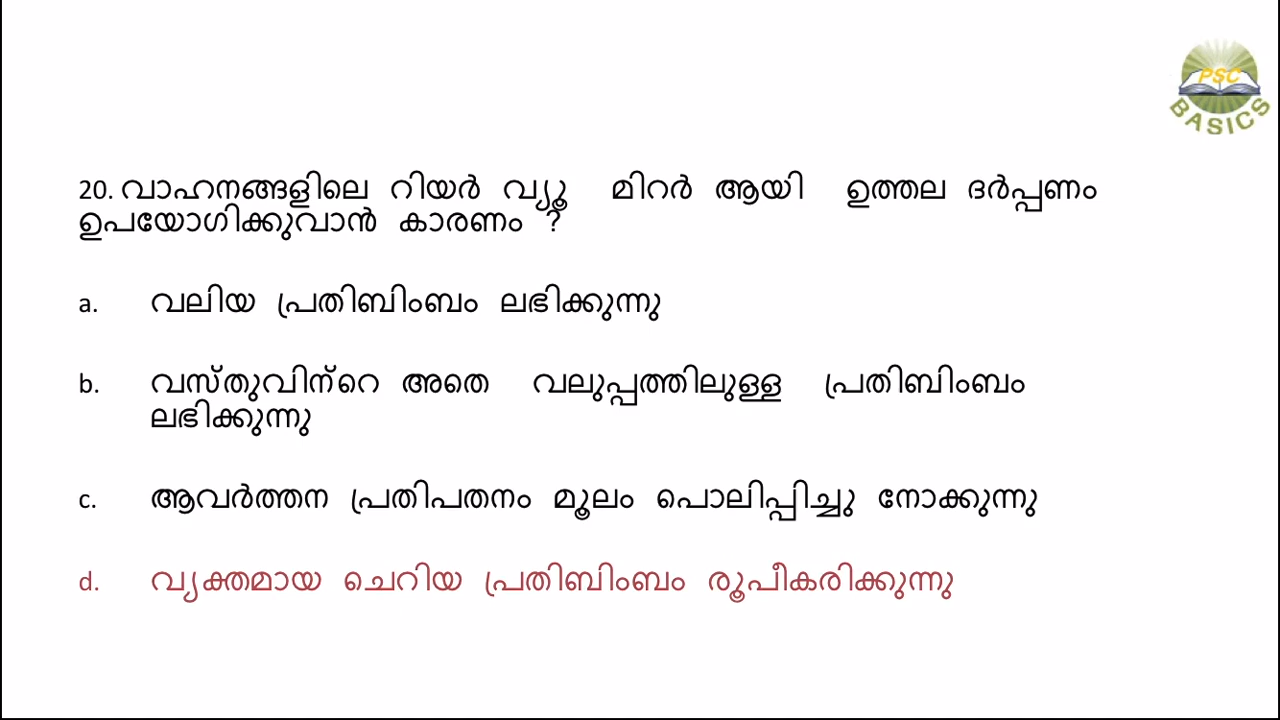 PSC
BASICS
20. വാഹനങ്ങളിലെ റിയർ വ്യൂ മിറർ ആയി ഉത്തല ദർപ്പണം
ഉപയോഗിക്കുവാൻ കാരണം ?
a. വലിയ പ്രതിബിംബം ലഭിക്കുന്നു
b. വസ്തുവിന്റെ അതെ വലുപ്പത്തിലുള്ള പ്രതിബിംബം
ലഭിക്കുന്നു
c. ആവർത്തന പ്രതിപതനം മൂലം പൊലിപ്പിച്ചു നോക്കുന്നു
d. വ്യക്തമായ ചെറിയ പ്രതിബിംബം രൂപീകരിക്കുന്നു